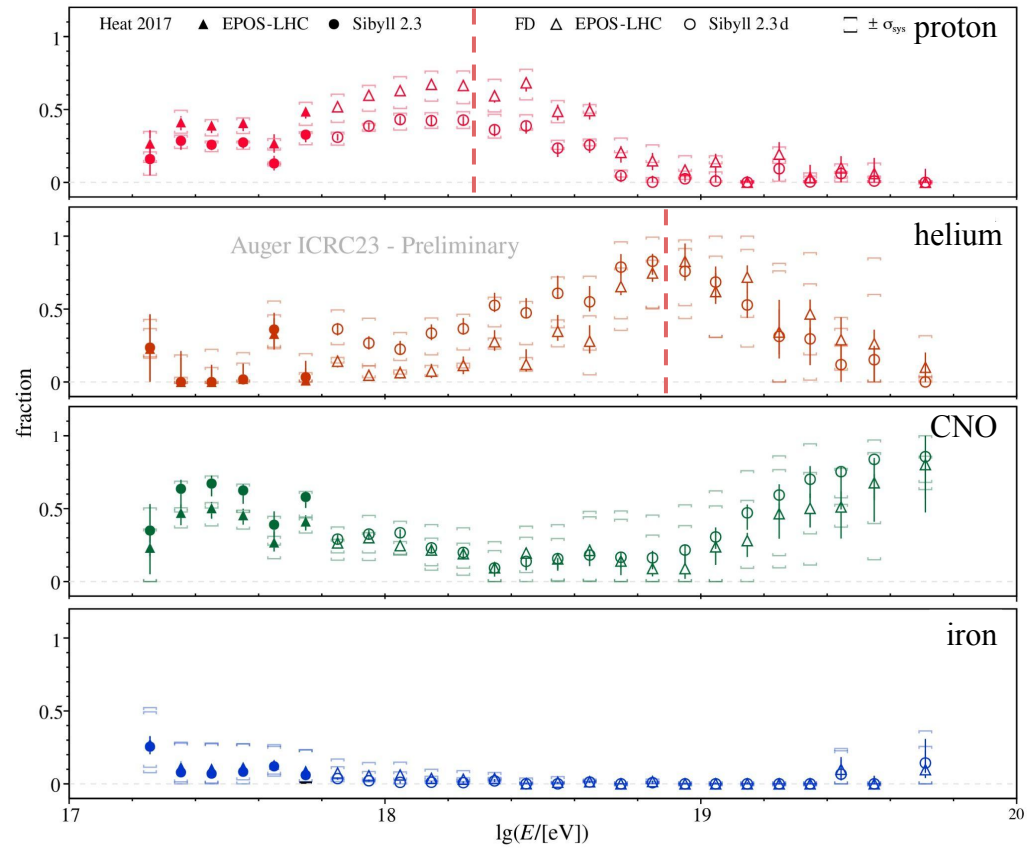 Heat 2017 ▲ EPOS-LHC ● Sibyll 2.3 FD △ EPOS-LHC ○ Sibyll 2.3d ± σsys
proton
1
0.5
0
helium
Auger ICRC23 - Preliminary
1
0.5
0
CNO
1
0.5
0
iron
1
0.5
0
fraction
17 18 19 20
lg(E/[eV])